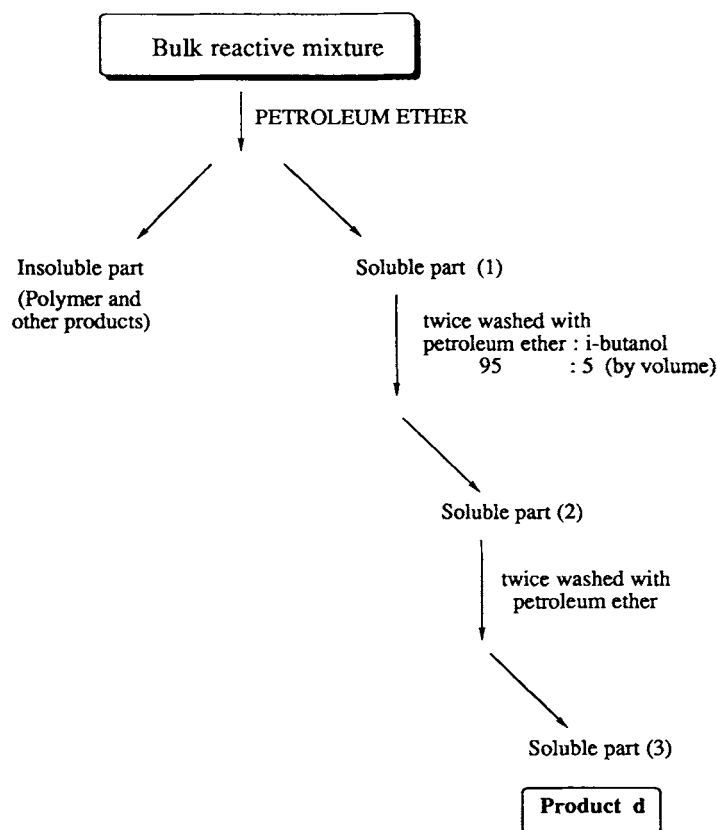 Bulk reactive mixture
PETROLEUM ETHER
Insoluble part
(Polymer and
other products)
Soluble part (1)
twice washed with
petroleum ether : i-butanol
95 : 5 (by volume)
Soluble part (2)
twice washed with
petroleum ether
Soluble part (3)
Product d